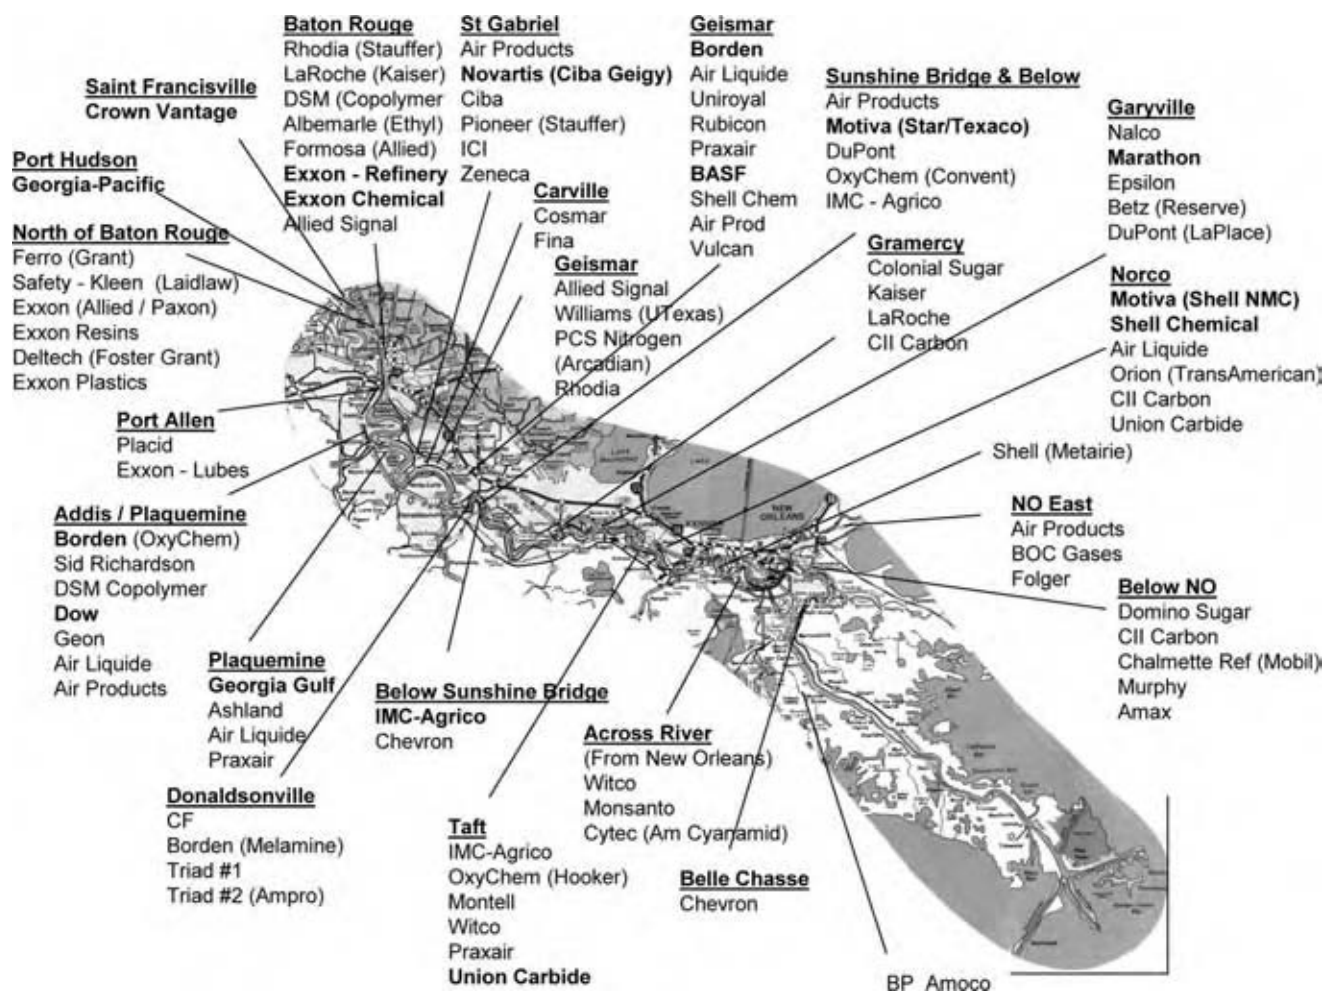 Saint Francisville
Crown Vantage
Port Hudson
Georgia-Pacific
North of Baton Rouge
Ferro (Grant)
Safety - Kleen (Laidlaw)
Exxon (Allied / Paxon)
Exxon Resins
Deltech (Foster Grant)
Exxon Plastics
Baton Rouge
Rhodia (Stauffer)
LaRoche (Kaiser)
DSM (Copolymer
Albemarle (Ethyl)
Formosa (Allied)
Exxon - Refinery
Exxon Chemical
Allied Signal
St Gabriel
Air Products
Novartis (Ciba Geigy)
Ciba
Pioneer (Stauffer)
ICI
Zeneca
Carville
Cosmar
Fina
Geismar
Allied Signal
Williams (UTexas)
PCS Nitrogen
(Arcadian)
Rhodia
Geismar
Borden
Air Liquide
Uniroyal
Rubicon
Praxair
BASF
Shell Chem
Air Prod
Vulcan
Sunshine Bridge & Below
Air Products
Motiva (Star/Texaco)
DuPont
OxyChem (Convent)
IMC - Agrico
Gramercy
Colonial Sugar
Kaiser
LaRoche
CII Carbon
Garyville
Nalco
Marathon
Epsilon
Betz (Reserve)
DuPont (LaPlace)
Norco
Motiva (Shell NMC)
Shell Chemical
Air Liquide
Orion (TransAmerican)
CII Carbon
Union Carbide
Shell (Metairie)
NO East
Air Products
BOC Gases
Folger
Below NO
Domino Sugar
CII Carbon
Chalmette Ref (Mobil)
Murphy
Amax
Port Allen
Placid
Exxon - Lubes
Addis / Plaquemine
Borden (OxyChem)
Sid Richardson
DSM Copolymer
Dow
Geon
Air Liquide
Air Products
Plaquemine
Georgia Gulf
Ashland
Air Liquide
Praxair
Donaldsonville
CF
Borden (Melamine)
Triad #1
Triad #2 (Ampro)
Below Sunshine Bridge
IMC-Agrico
Chevron
Taft
IMC-Agrico
OxyChem (Hooker)
Montell
Witco
Praxair
Union Carbide
Across River
(From New Orleans)
Witco
Monsanto
Cytec (Am Cyanamid)
Belle Chasse
Chevron
BP Amoco
NEW
ORLEANS